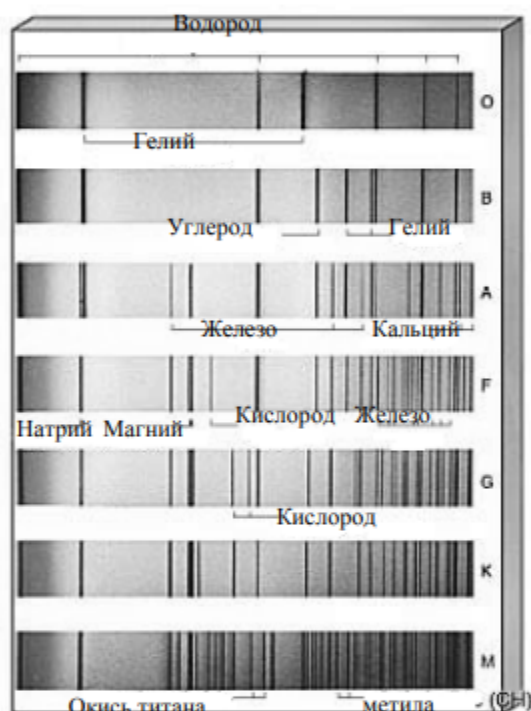 Водород
O
Гелий
B
Углерод Гелий
A
Железо Кальций
F
Натрий Магний Кислород Железо
G
Кислород
K
M
Окись титана метила (CH)